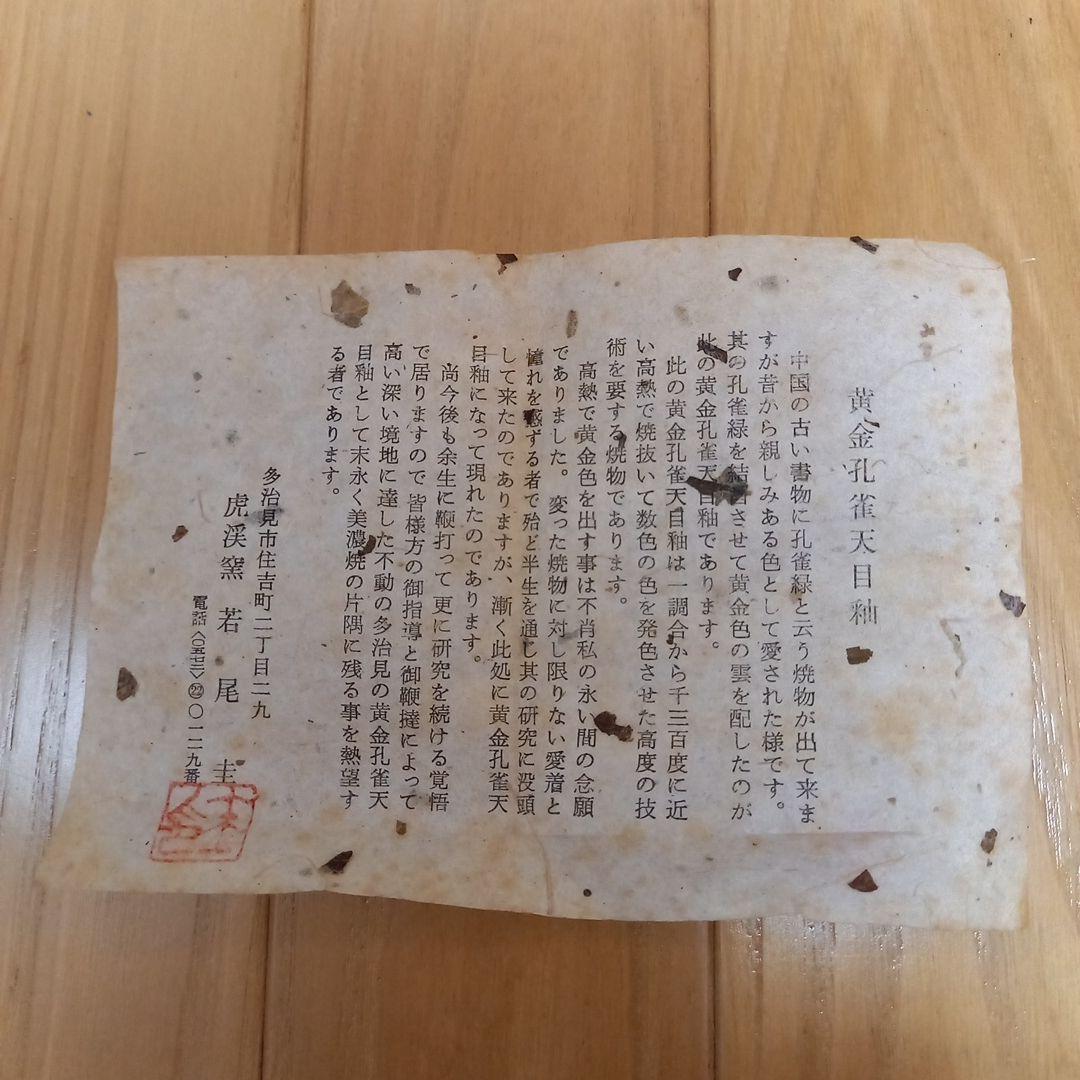 黄金孔雀天目釉
中国の古い書物に孔雀緑と云う焼物が出て来ま
すが昔から親しみある色として愛された様です。
其の孔雀緑を結晶させて黄金色の雲を配したのが
此の黄金孔雀天目釉であります。
此の黄金孔雀天目釉は一調合から千三百度に近
い高熱で焼抜いて数色の色を発色させた高度の技
術を要する焼物であります。
高熱で黄金色を出す事は不肖私の永い間の念願
でありました。変った焼物に対し限りない愛着と
憧れを感ずる者で殆ど半生を通し其の研究に没頭
して来たのでありますが、漸く此処に黄金孔雀天
目釉になって現れたのであります。
尚今後も余生に鞭打って更に研究を続ける覚悟
で居りますので皆様方の御指導と御鞭撻によって
高い深い境地に達した不動の多治見の黄金孔雀天
目釉として末永く美濃焼の片隅に残る事を熱望す
る者であります。
多治見市住吉町二丁目二九
虎渓窯 若尾圭
電話〈〇五七三〉㉒〇一二九番